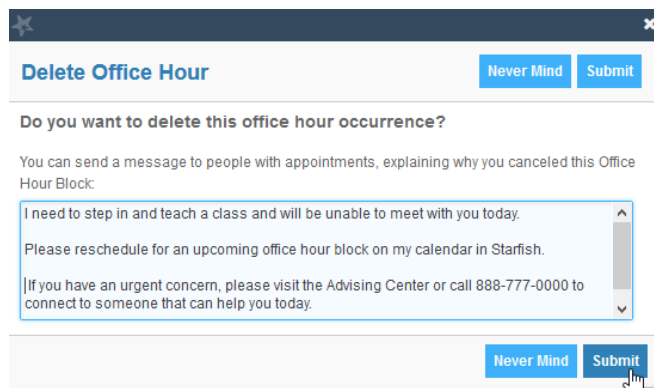 Delete Office Hour
Never Mind
Submit
Do you want to delete this office hour occurrence?
You can send a message to people with appointments, explaining why you canceled this Office
Hour Block:
I need to step in and teach a class and will be unable to meet with you today.
Please reschedule for an upcoming office hour block on my calendar in Starfish.
If you have an urgent concern, please visit the Advising Center or call 888-777-0000 to
connect to someone that can help you today.
Never Mind
Submit